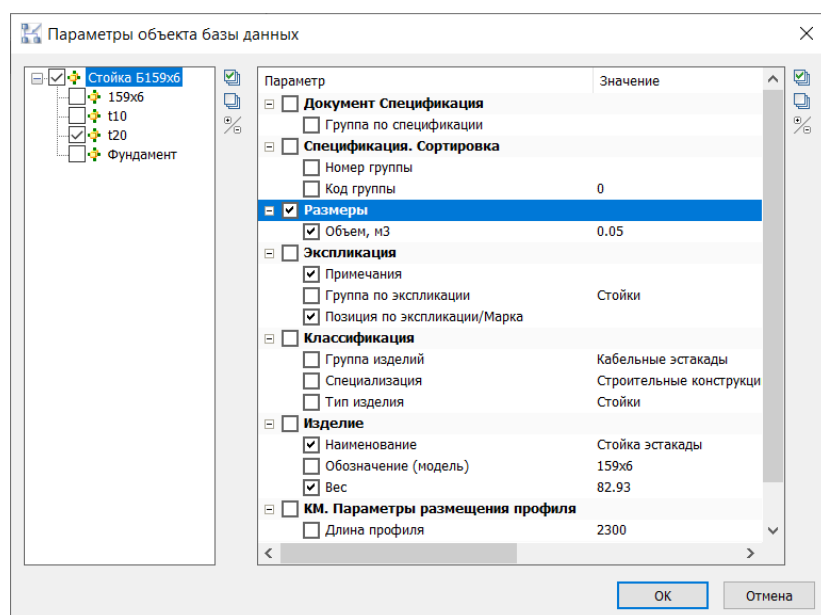 Параметры объекта базы данных
Стойка Б159х6
159х6
t10
t20
Фундамент
Параметр Значение
Документ Спецификация
Группа по спецификации
Спецификация. Сортировка
Номер группы
Код группы 0
Размеры
Объем, м3 0.05
Экспликация
Примечания
Группа по экспликации Стойки
Позиция по экспликации/Марка
Классификация
Группа изделий Кабельные эстакады
Специализация Строительные конструкци
Тип изделия Стойки
Изделие
Наименование Стойка эстакады
Обозначение (модель) 159х6
Вес 82.93
КМ. Параметры размещения профиля
Длина профиля 2300
ОК Отмена